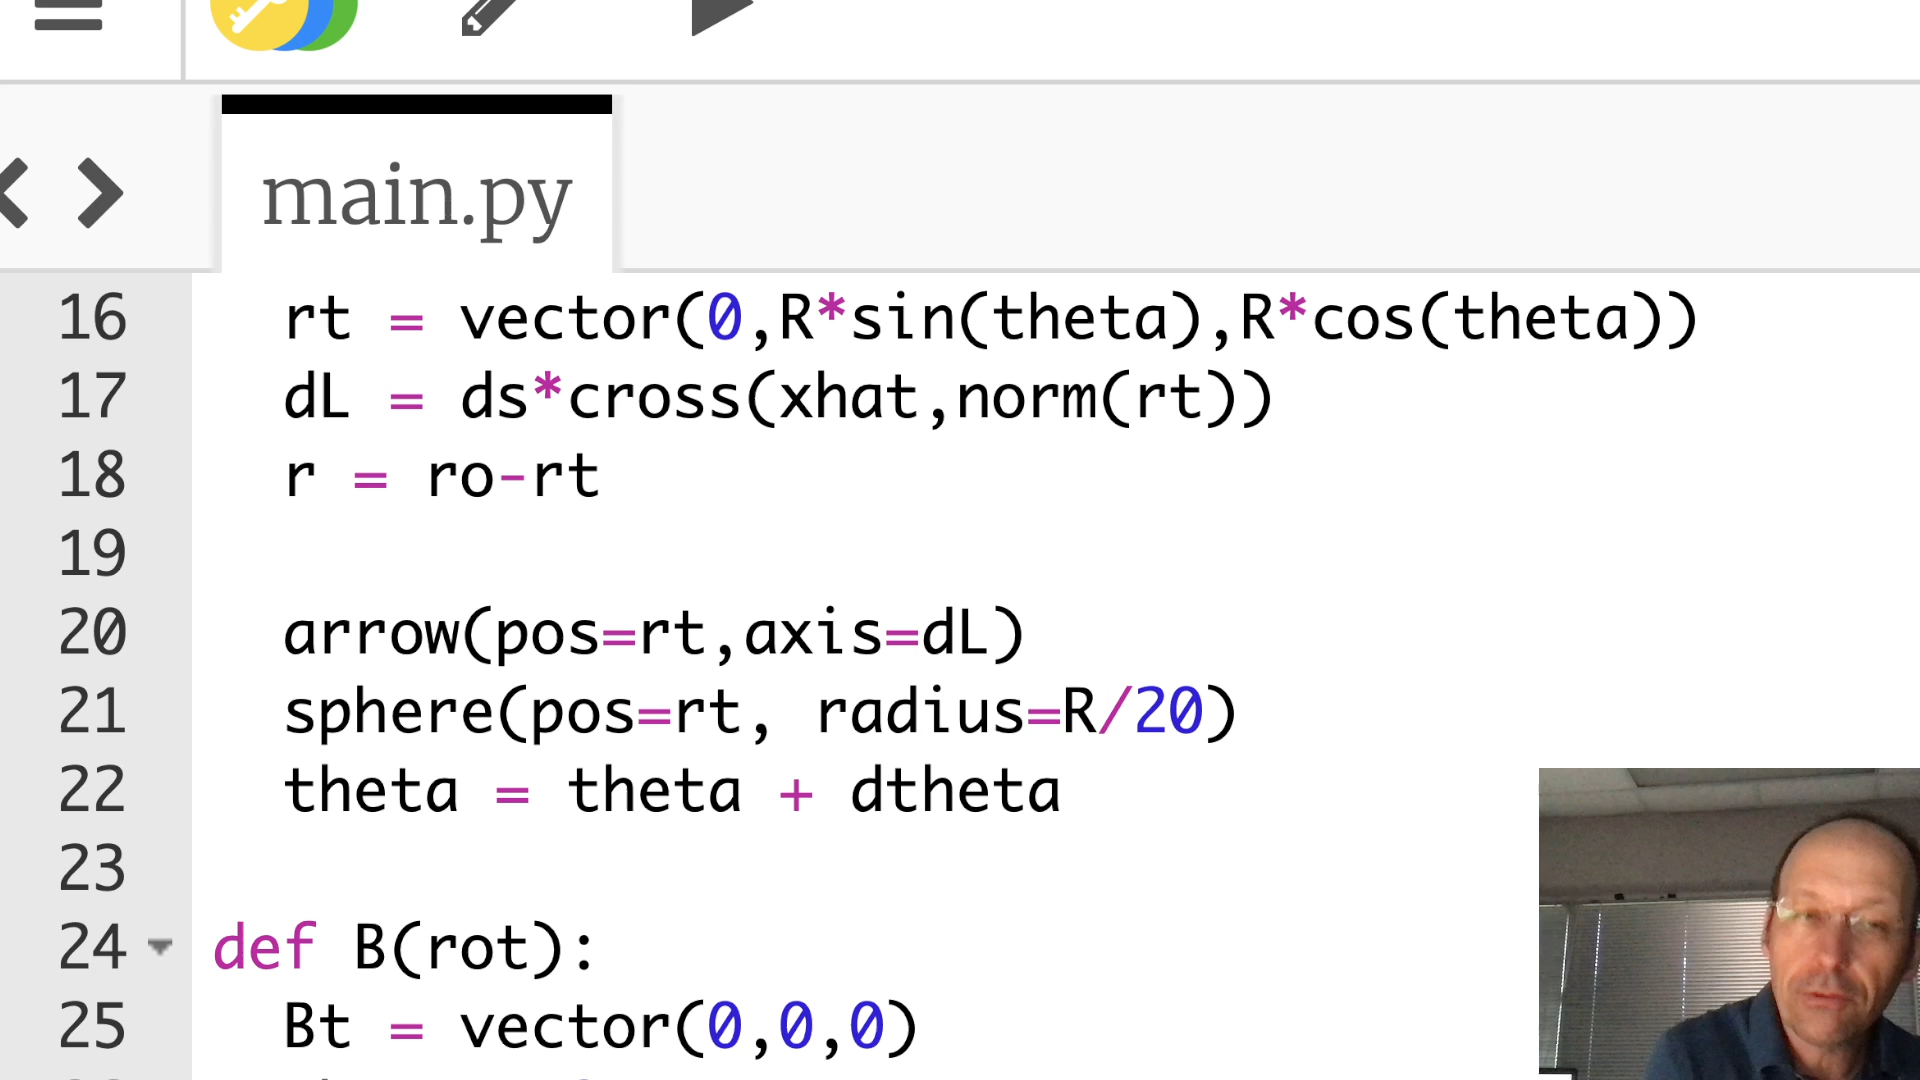 main.py
16 rt = vector(0,R*sin(theta),R*cos(theta))
17 dL = ds*cross(xhat,norm(rt))
18 r = ro-rt
19
20 arrow(pos=rt,axis=dL)
21 sphere(pos=rt, radius=R/20)
22 theta = theta + dtheta
23
24 def B(rot):
25 Bt = vector(0,0,0)